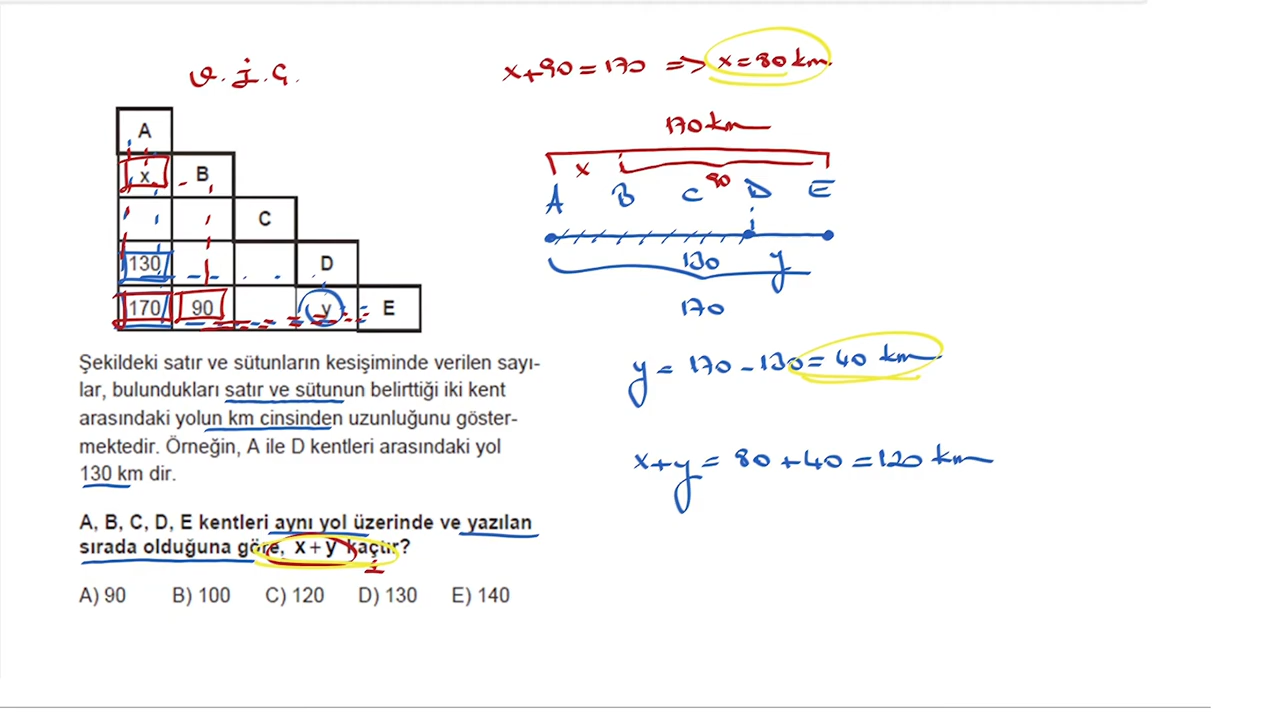 v.i.ç.
x+90=170 => x=80 km.
A
x B
C
130 D
170 90 y E
170 km
x 90
A B C D E
130 y
170
y = 170 - 130 = 40 km
x+y = 80 + 40 = 120 km
Şekildeki satır ve sütunların kesişiminde verilen sayı-
lar, bulundukları satır ve sütunun belirttiği iki kent
arasındaki yolun km cinsinden uzunluğunu göster-
mektedir. Örneğin, A ile D kentleri arasındaki yol
130 km dir.
A, B, C, D, E kentleri aynı yol üzerinde ve yazılan
sırada olduğuna göre, x+y kaçtır?
A) 90 B) 100 C) 120 D) 130 E) 140